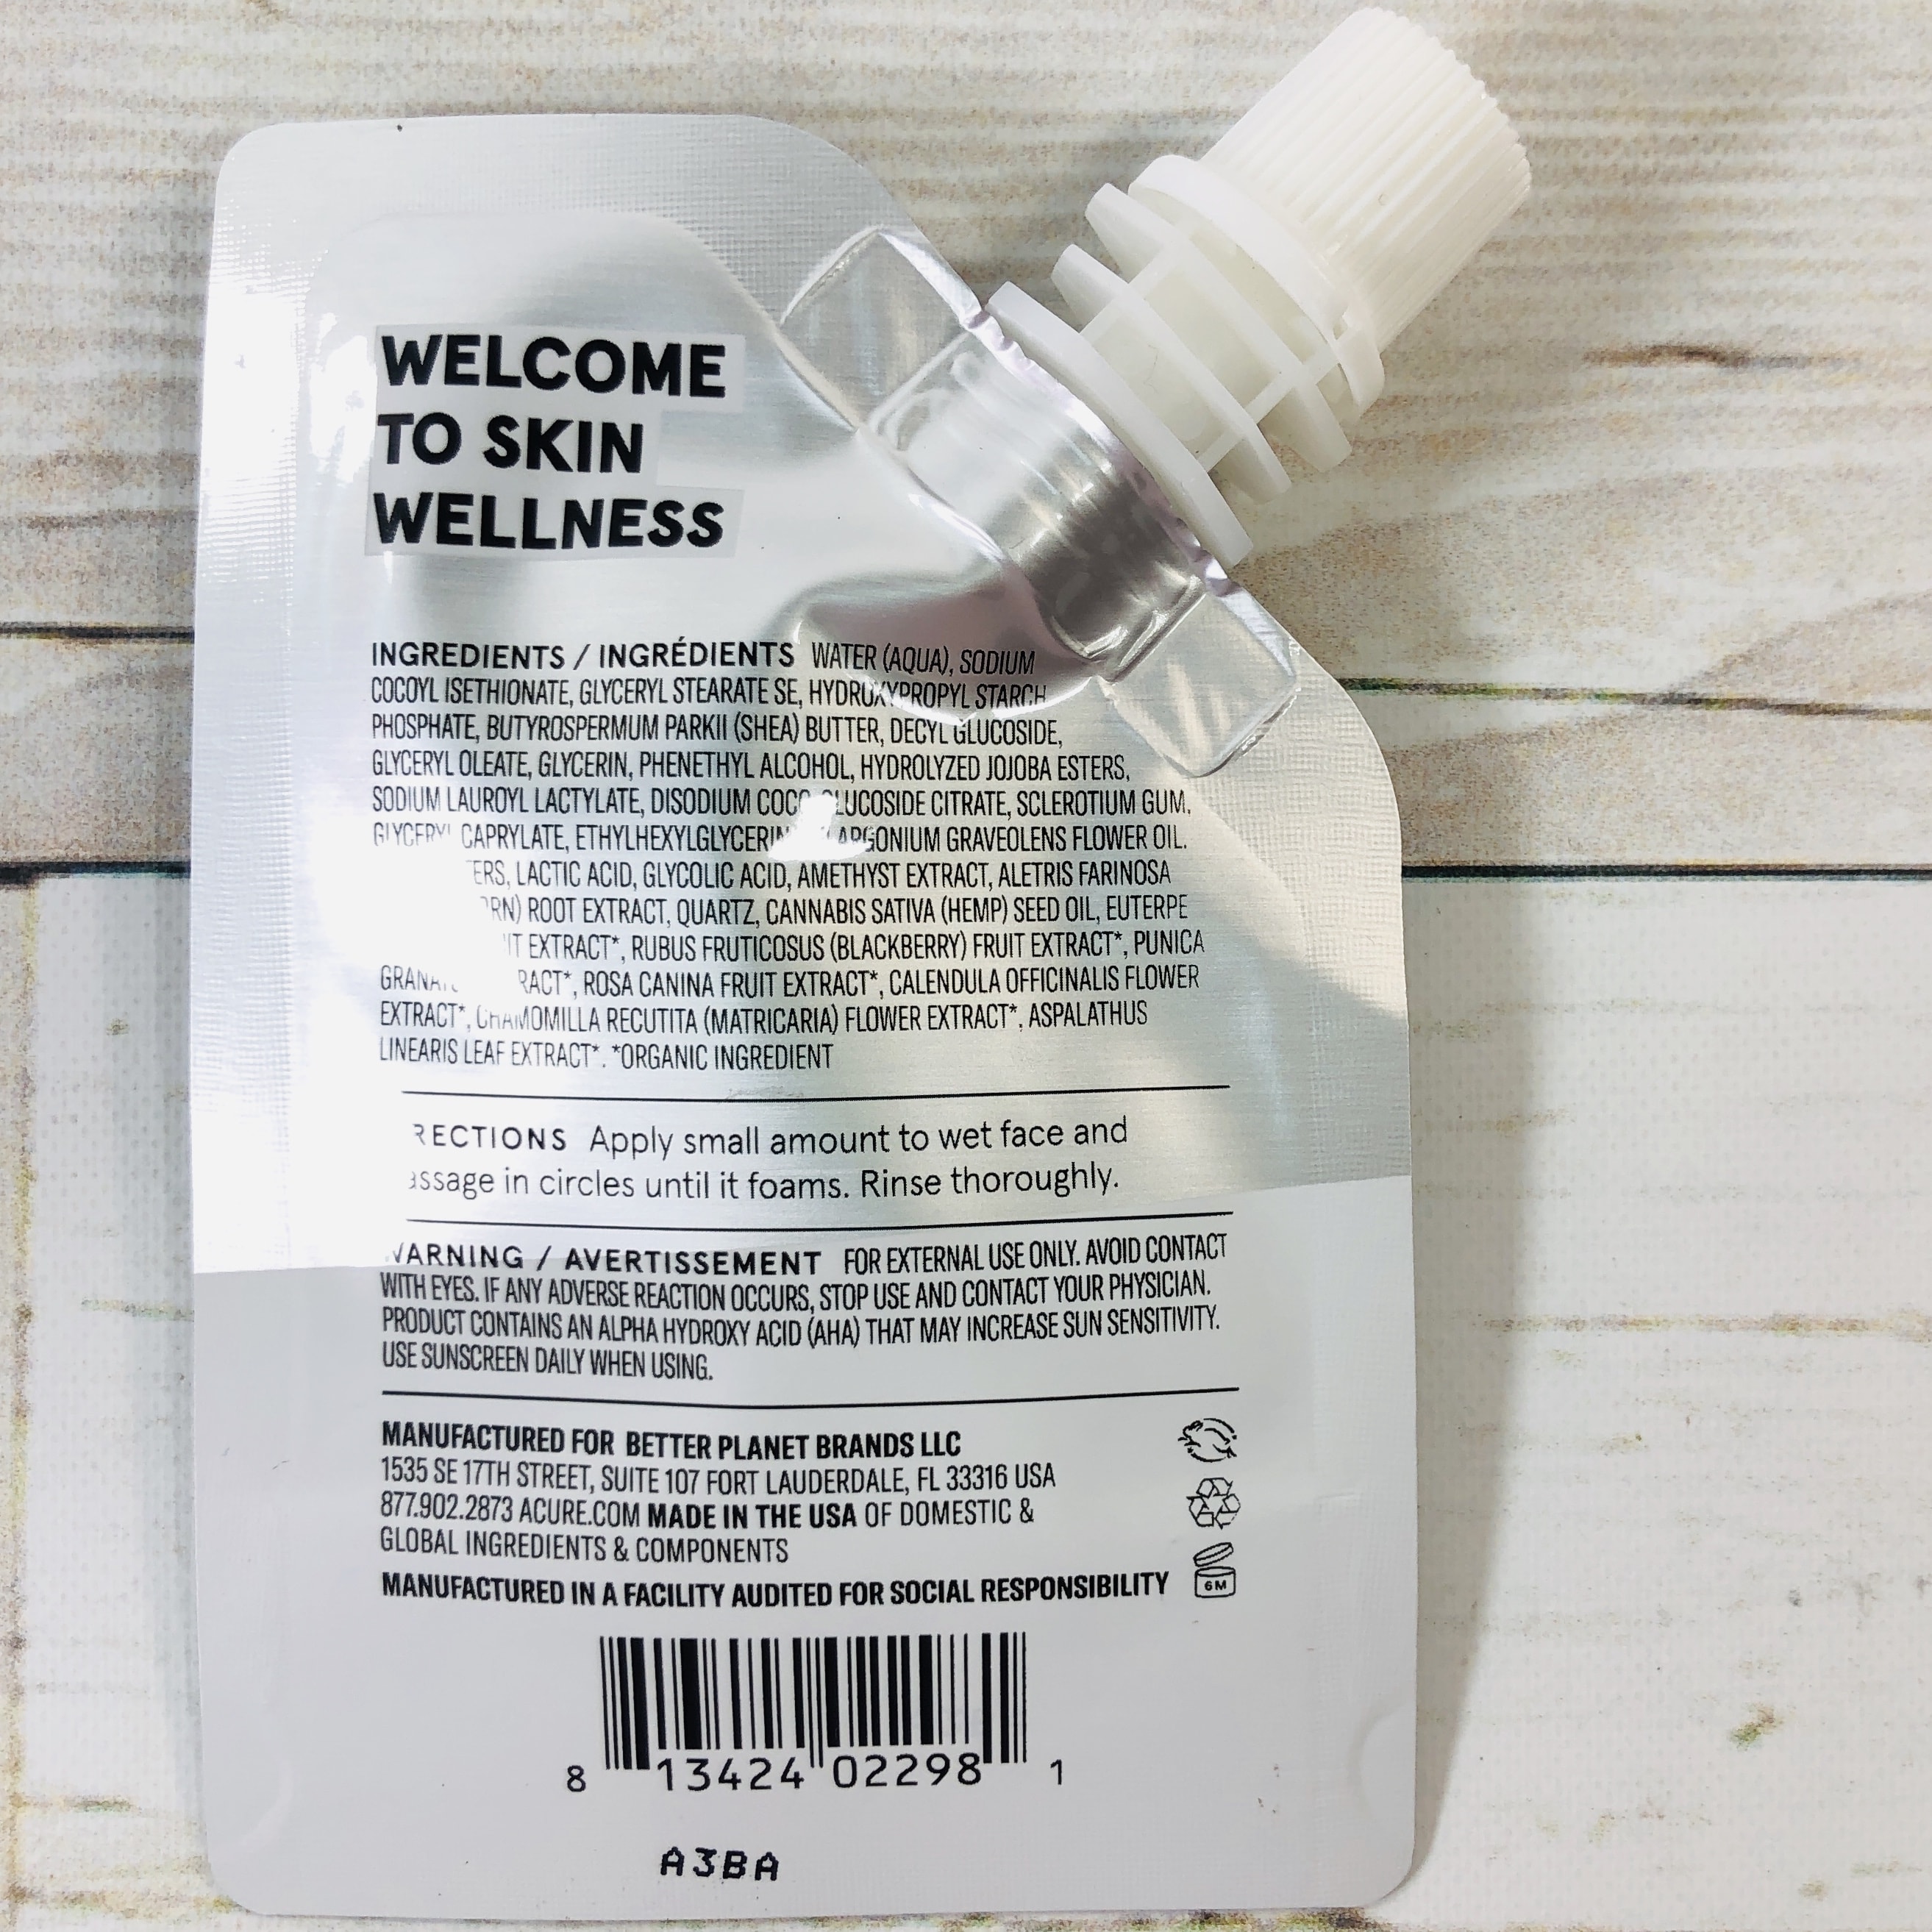 WELCOME
TO SKIN
WELLNESS
INGREDIENTS / INGRÉDIENTS WATER (AQUA), SODIUM
COCOYL ISETHIONATE, GLYCERYL STEARATE SE, HYDROXYPROPYL STARCH
PHOSPHATE, BUTYROSPERMUM PARKII (SHEA) BUTTER, DECYL GLUCOSIDE,
GLYCERYL OLEATE, GLYCERIN, PHENETHYL ALCOHOL, HYDROLYZED JOJOBA ESTERS,
SODIUM LAUROYL LACTYLATE, DISODIUM GLUCOSIDE CITRATE, SCLEROTIUM GUM,
GLYCERYL CAPRYLATE, ETHYLHEXYLGLYCERIN GRAVEOLENS FLOWER OIL.
LACTIC ACID, GLYCOLIC ACID, AMETHYST EXTRACT, ALETRIS FARINOSA
ROOT EXTRACT, QUARTZ, CANNABIS SATIVA (HEMP) SEED OIL, EUTERPE
EXTRACT*, RUBUS FRUTICOSUS (BLACKBERRY) FRUIT EXTRACT*, PUNICA
ROSA CANINA FRUIT EXTRACT*, CALENDULA OFFICINALIS FLOWER
EXTRACT*, CHAMOMILLA RECUTITA (MATRICARIA) FLOWER EXTRACT*, ASPALATHUS
LINEARIS LEAF EXTRACT*. *ORGANIC INGREDIENT
Apply small amount to wet face and
in circles until it foams. Rinse thoroughly.
WARNING / AVERTISSEMENT FOR EXTERNAL USE ONLY. AVOID CONTACT
WITH EYES. IF ANY ADVERSE REACTION OCCURS, STOP USE AND CONTACT YOUR PHYSICIAN.
PRODUCT CONTAINS AN ALPHA HYDROXY ACID (AHA) THAT MAY INCREASE SUN SENSITIVITY.
USE SUNSCREEN DAILY WHEN USING.
MANUFACTURED FOR BETTER PLANET BRANDS LLC
1535 SE 17TH STREET, SUITE 107 FORT LAUDERDALE, FL 33316 USA
877.902.2873 ACURE.COM MADE IN THE USA OF DOMESTIC &
GLOBAL INGREDIENTS & COMPONENTS
MANUFACTURED IN A FACILITY AUDITED FOR SOCIAL RESPONSIBILITY
6M
8 13424 02298 1
A3BA